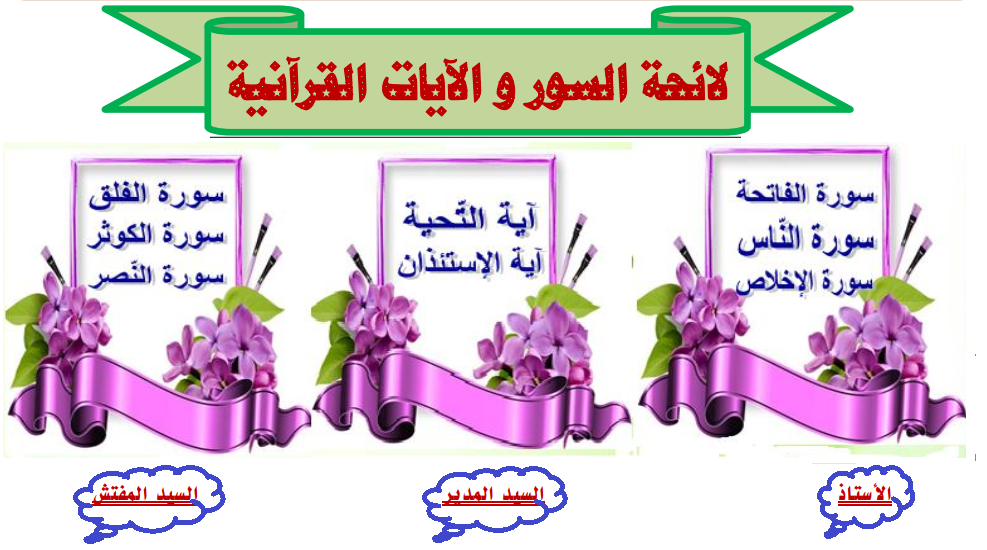 لائحة السور و الآيات القرآنية
سورة الفاتحة
سورة النّاس
سورة الإخلاص
آية التّحية
آية الإستئذان
سورة الفلق
سورة الكوثر
سورة النّصر
الأستاذ
السيد المدير
السيد المفتش